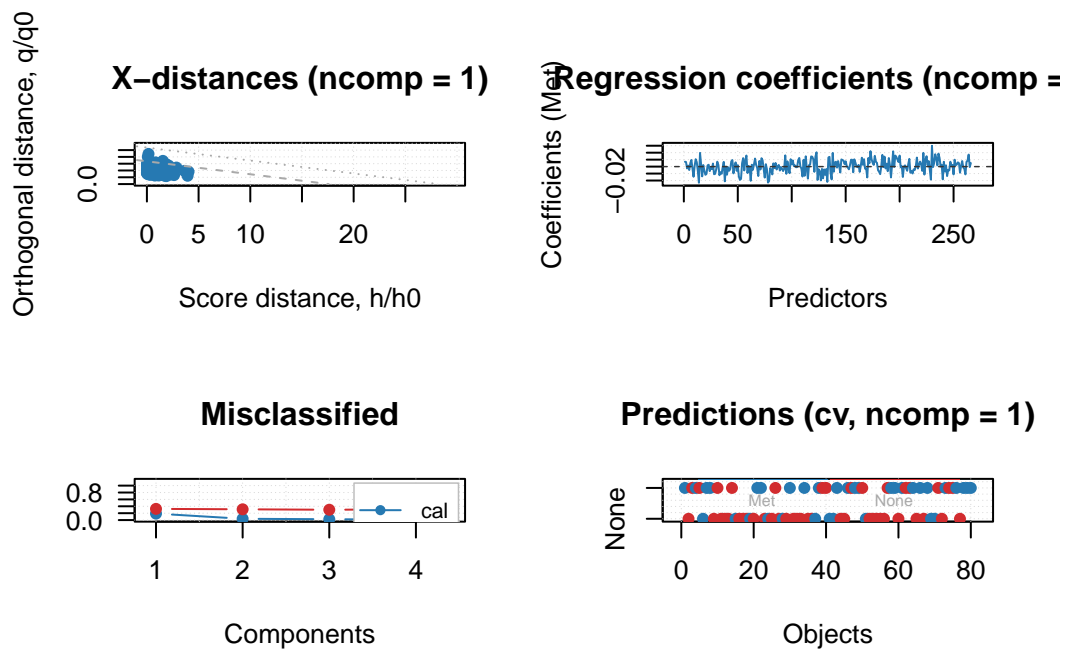 X−distances (ncomp = 1)
Orthogonal distance, q/q0
0.0
0 5 10 20
Score distance, h/h0
Regression coefficients (ncomp =
Coefficients (Met)
−0.02
0 50 150 250
Predictors
Misclassified
0.8
0.0
cal
1 2 3 4
Components
Predictions (cv, ncomp = 1)
None
Met None
0 20 40 60 80
Objects